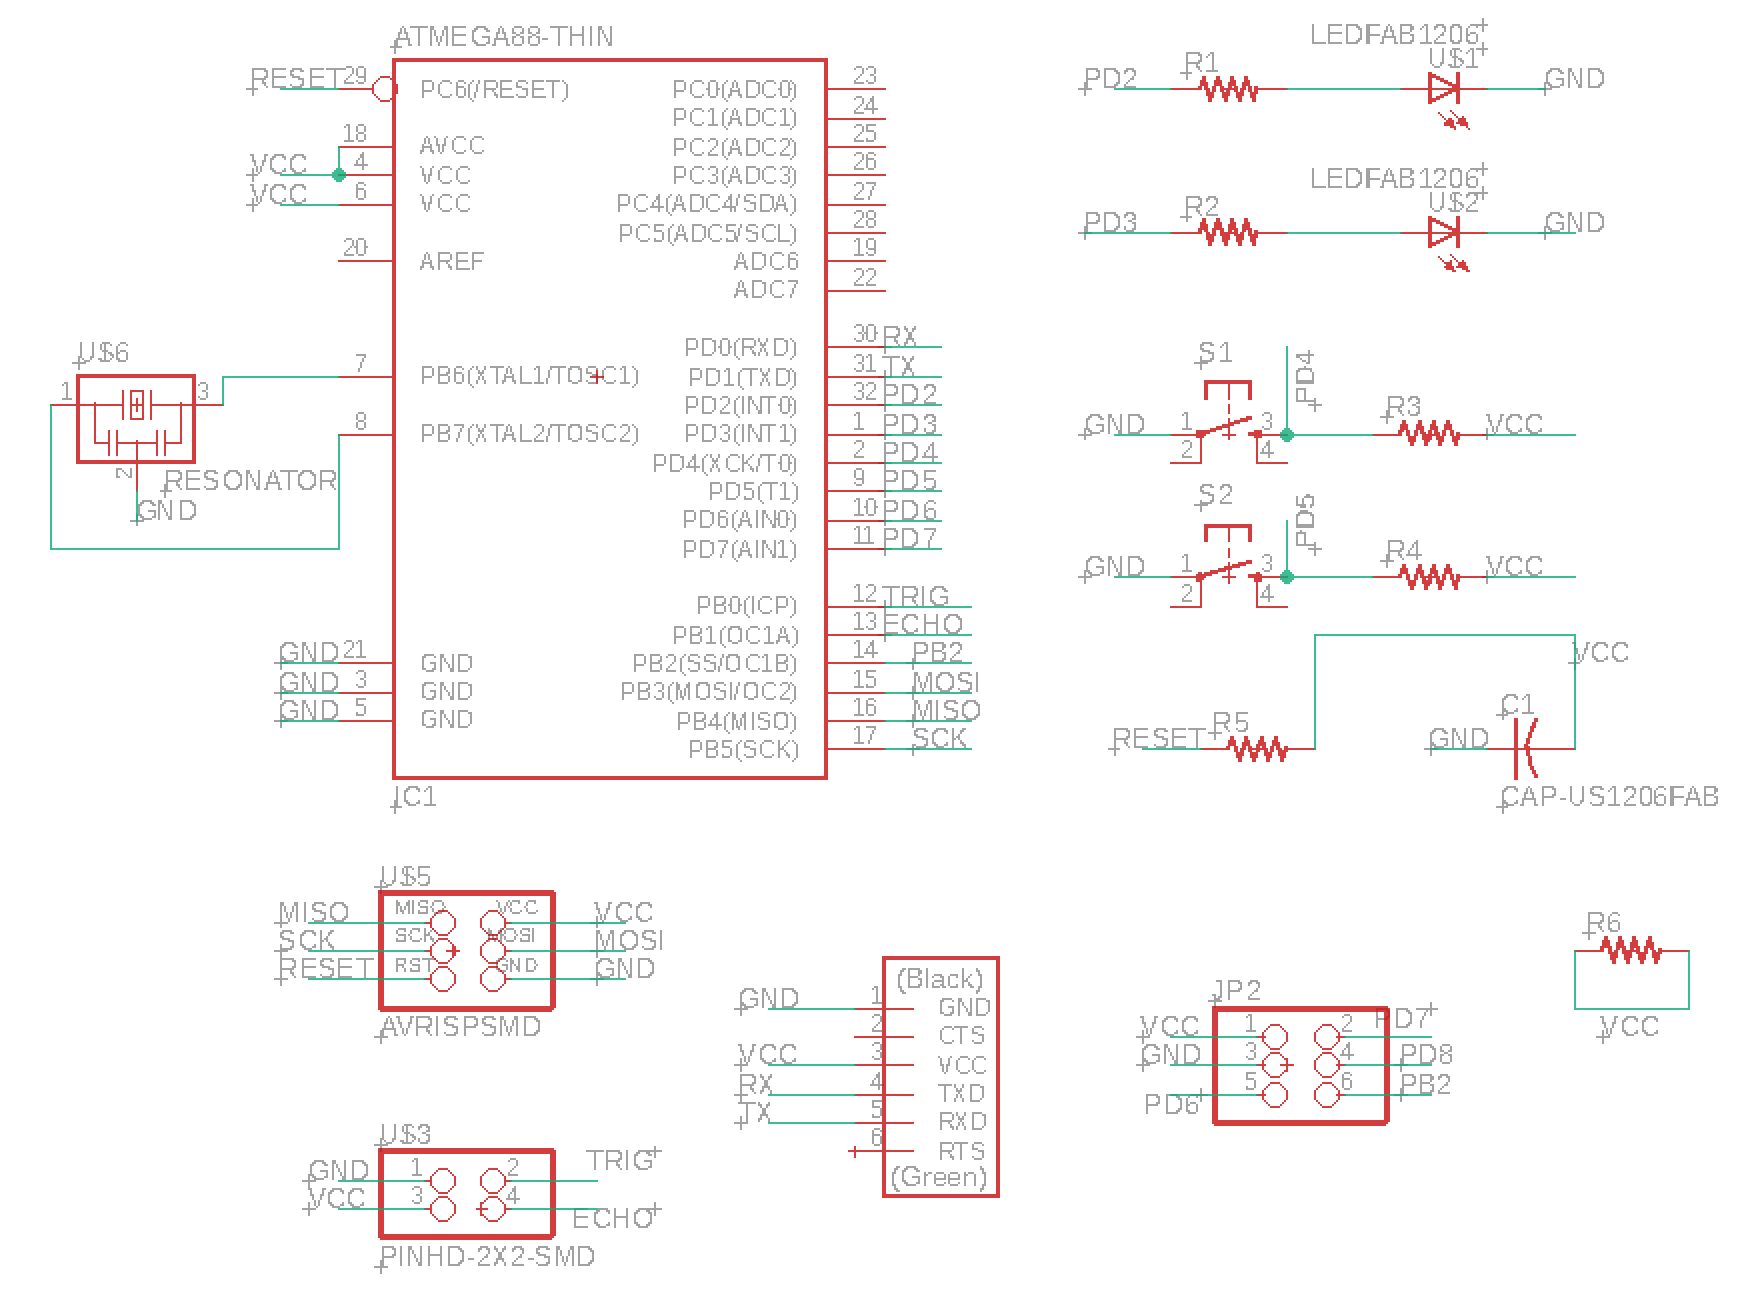 ATMEGA88-THIN
RESET 29 PC6(/RESET)
18 AVCC
VCC 4 VCC
VCC 6 VCC
20 AREF
7 PB6(XTAL1/TOSC1)
8 PB7(XTAL2/TOSC2)
GND 21 GND
GND 3 GND
GND 5 GND
PC0(ADC0) 23
PC1(ADC1) 24
PC2(ADC2) 25
PC3(ADC3) 26
PC4(ADC4/SDA) 27
PC5(ADC5/SCL) 28
ADC6 19
ADC7 22
PD0(RXD) 30 RX
PD1(TXD) 31 TX
PD2(INT0) 32 PD2
PD3(INT1) 1 PD3
PD4(XCK/T0) 2 PD4
PD5(T1) 9 PD5
PD6(AIN0) 10 PD6
PD7(AIN1) 11 PD7
PB0(ICP) 12 TRIG
PB1(OC1A) 13 ECHO
PB2(SS/OC1B) 14 PB2
PB3(MOSI/OC2) 15 MOSI
PB4(MISO) 16 MISO
PB5(SCK) 17 SCK
IC1
U$6
1 3
2
RESONATOR
GND
LEDFAB1206
PD2 R1 U$1 GND
LEDFAB1206
PD3 R2 U$2 GND
S1 PD4
GND 1 3 R3 VCC
2 4
S2 PD5
GND 1 3 R4 VCC
2 4
VCC
RESET R5 GND C1
CAP-US1206FAB
U$5
MISO MISO VCC VCC
SCK SCK MOSI MOSI
RESET RST GND GND
AVRISPSMD
U$3
GND 1 2 TRIG
VCC 3 4 ECHO
PINHD-2X2-SMD
(Black)
GND 1 GND
2 CTS
VCC 3 VCC
RX 4 TXD
TX 5 RXD
6 RTS
(Green)
JP2
VCC 1 2 PD7
GND 3 4 PD8
PD6 5 6 PB2
R6
VCC